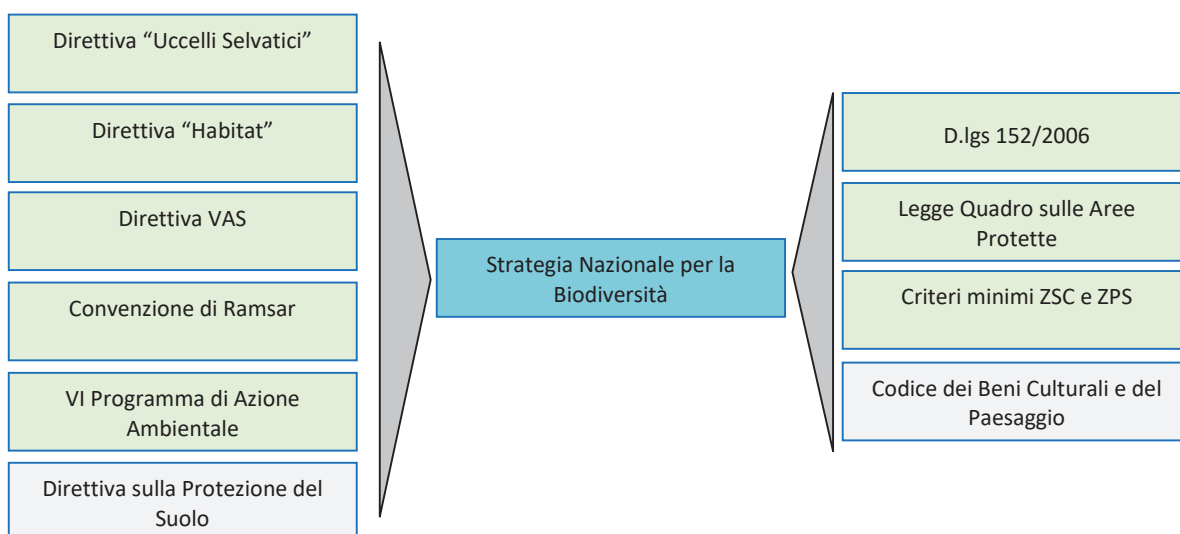 Direttiva “Uccelli Selvatici”
Direttiva “Habitat”
Direttiva VAS
Convenzione di Ramsar
VI Programma di Azione
Ambientale
Direttiva sulla Protezione del
Suolo
Strategia Nazionale per la
Biodiversità
D.lgs 152/2006
Legge Quadro sulle Aree
Protette
Criteri minimi ZSC e ZPS
Codice dei Beni Culturali e del
Paesaggio